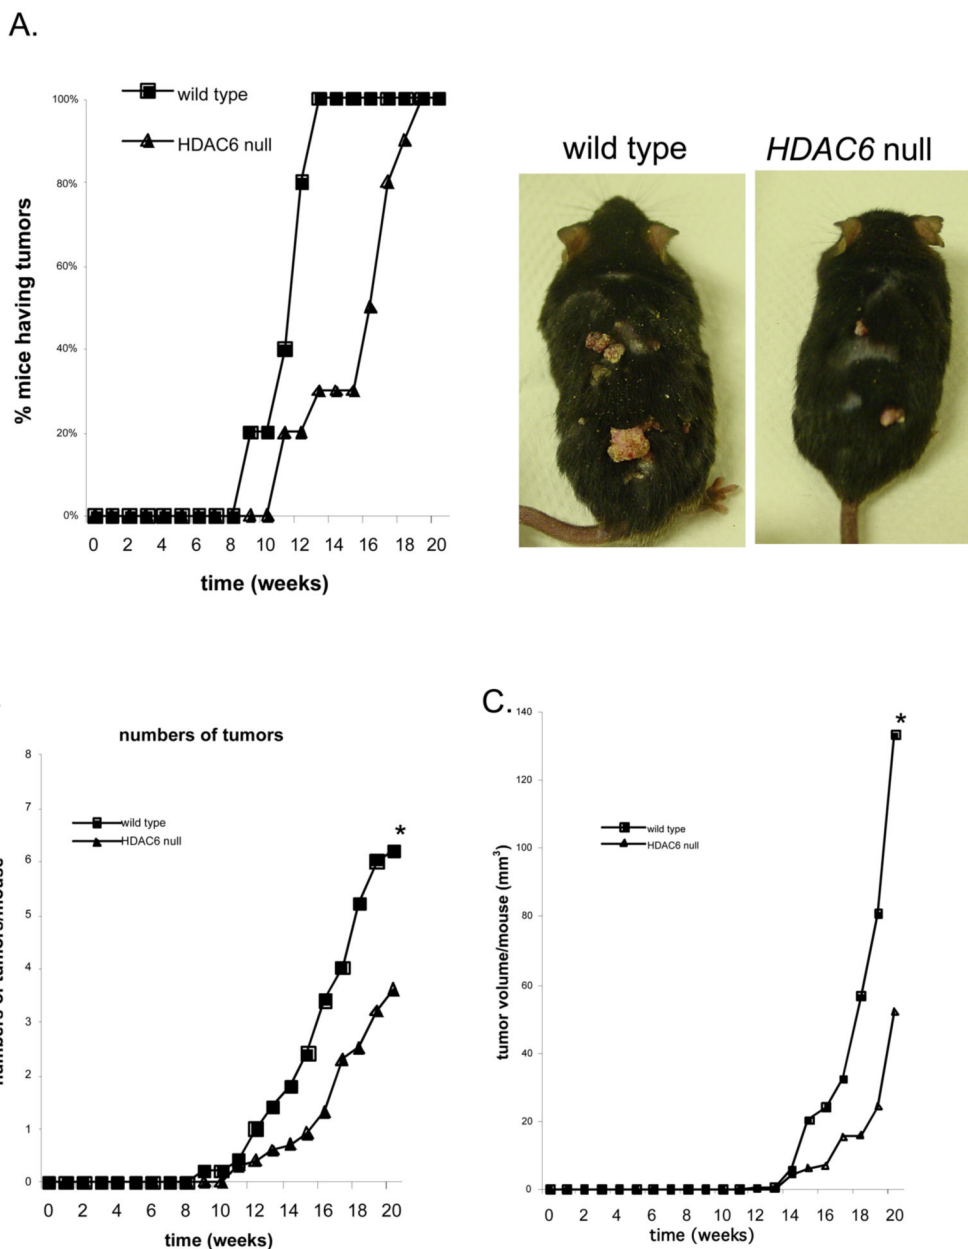 A.
wild type
HDAC6 null
100%
80%
60%
40%
20%
0%
% mice having tumors
0 2 4 6 8 10 12 14 16 18 20
time (weeks)
wild type
HDAC6 null
numbers of tumors
8
7
6
5
4
3
2
1
0
wild type
HDAC6 null
*
0 2 4 6 8 10 12 14 16 18 20
time (weeks)
C.
140
120
100
80
60
40
20
0
tumor volume/mouse (mm³)
wild type
HDAC6 null
*
0 2 4 6 8 10 12 14 16 18 20
time (weeks)